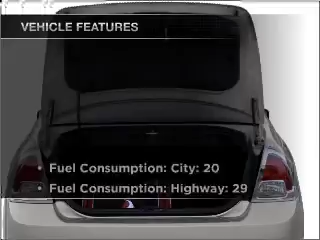 VEHICLE FEATURES
• Fuel Consumption: City: 20
• Fuel Consumption: Highway: 29